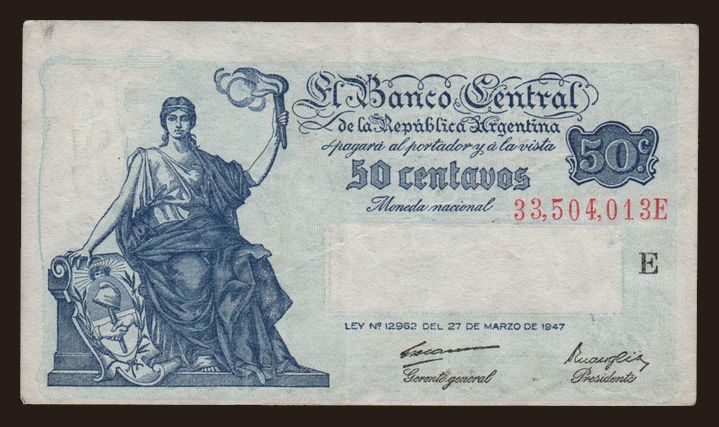 El Banco Central
de la República Argentina
pagará al portador y à la vista
50¢
50 centavos
Moneda nacional
33,504,013E
E
LEY Nº 12962 DEL 27 DE MARZO DE 1947
Gerente general
Presidente